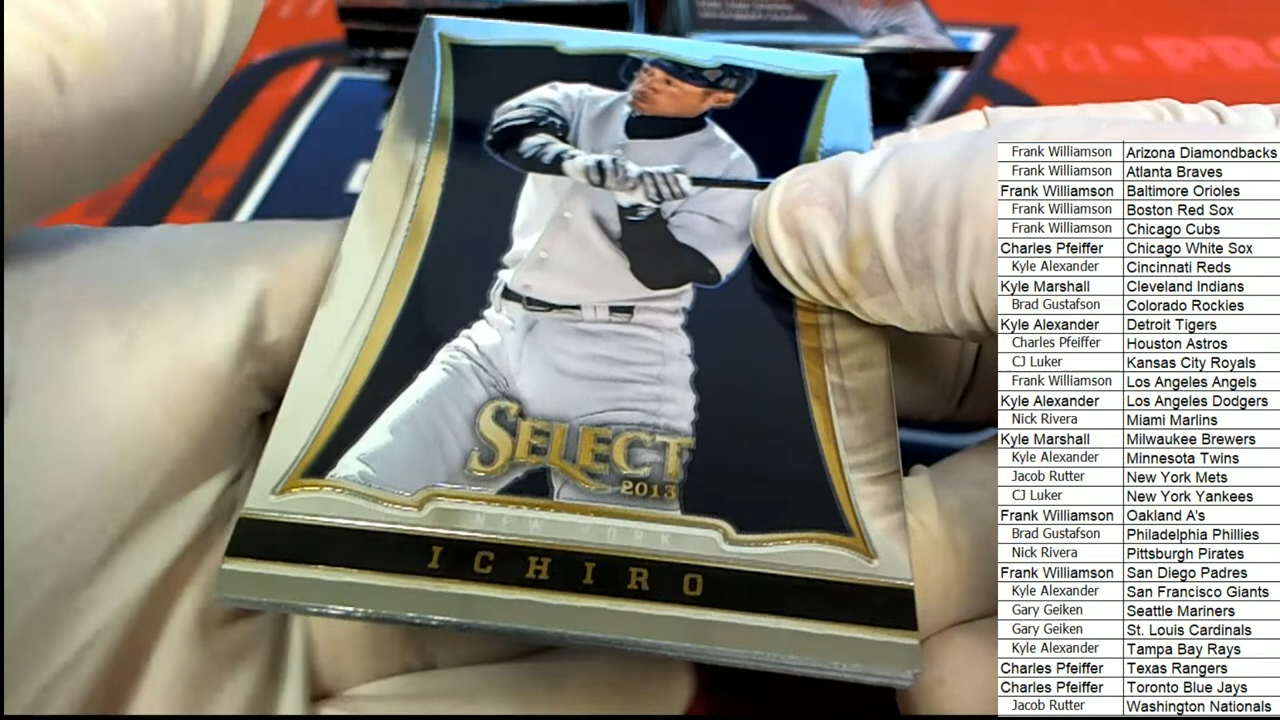 SELECT
2013
NEW YORK
ICHIRO
Frank Williamson Arizona Diamondbacks
Frank Williamson Atlanta Braves
Frank Williamson Baltimore Orioles
Frank Williamson Boston Red Sox
Frank Williamson Chicago Cubs
Charles Pfeiffer Chicago White Sox
Kyle Alexander Cincinnati Reds
Kyle Marshall Cleveland Indians
Brad Gustafson Colorado Rockies
Kyle Alexander Detroit Tigers
Charles Pfeiffer Houston Astros
CJ Luker Kansas City Royals
Frank Williamson Los Angeles Angels
Kyle Alexander Los Angeles Dodgers
Nick Rivera Miami Marlins
Kyle Marshall Milwaukee Brewers
Kyle Alexander Minnesota Twins
Jacob Rutter New York Mets
CJ Luker New York Yankees
Frank Williamson Oakland A's
Brad Gustafson Philadelphia Phillies
Nick Rivera Pittsburgh Pirates
Frank Williamson San Diego Padres
Kyle Alexander San Francisco Giants
Gary Geiken Seattle Mariners
Gary Geiken St. Louis Cardinals
Kyle Alexander Tampa Bay Rays
Charles Pfeiffer Texas Rangers
Charles Pfeiffer Toronto Blue Jays
Jacob Rutter Washington Nationals